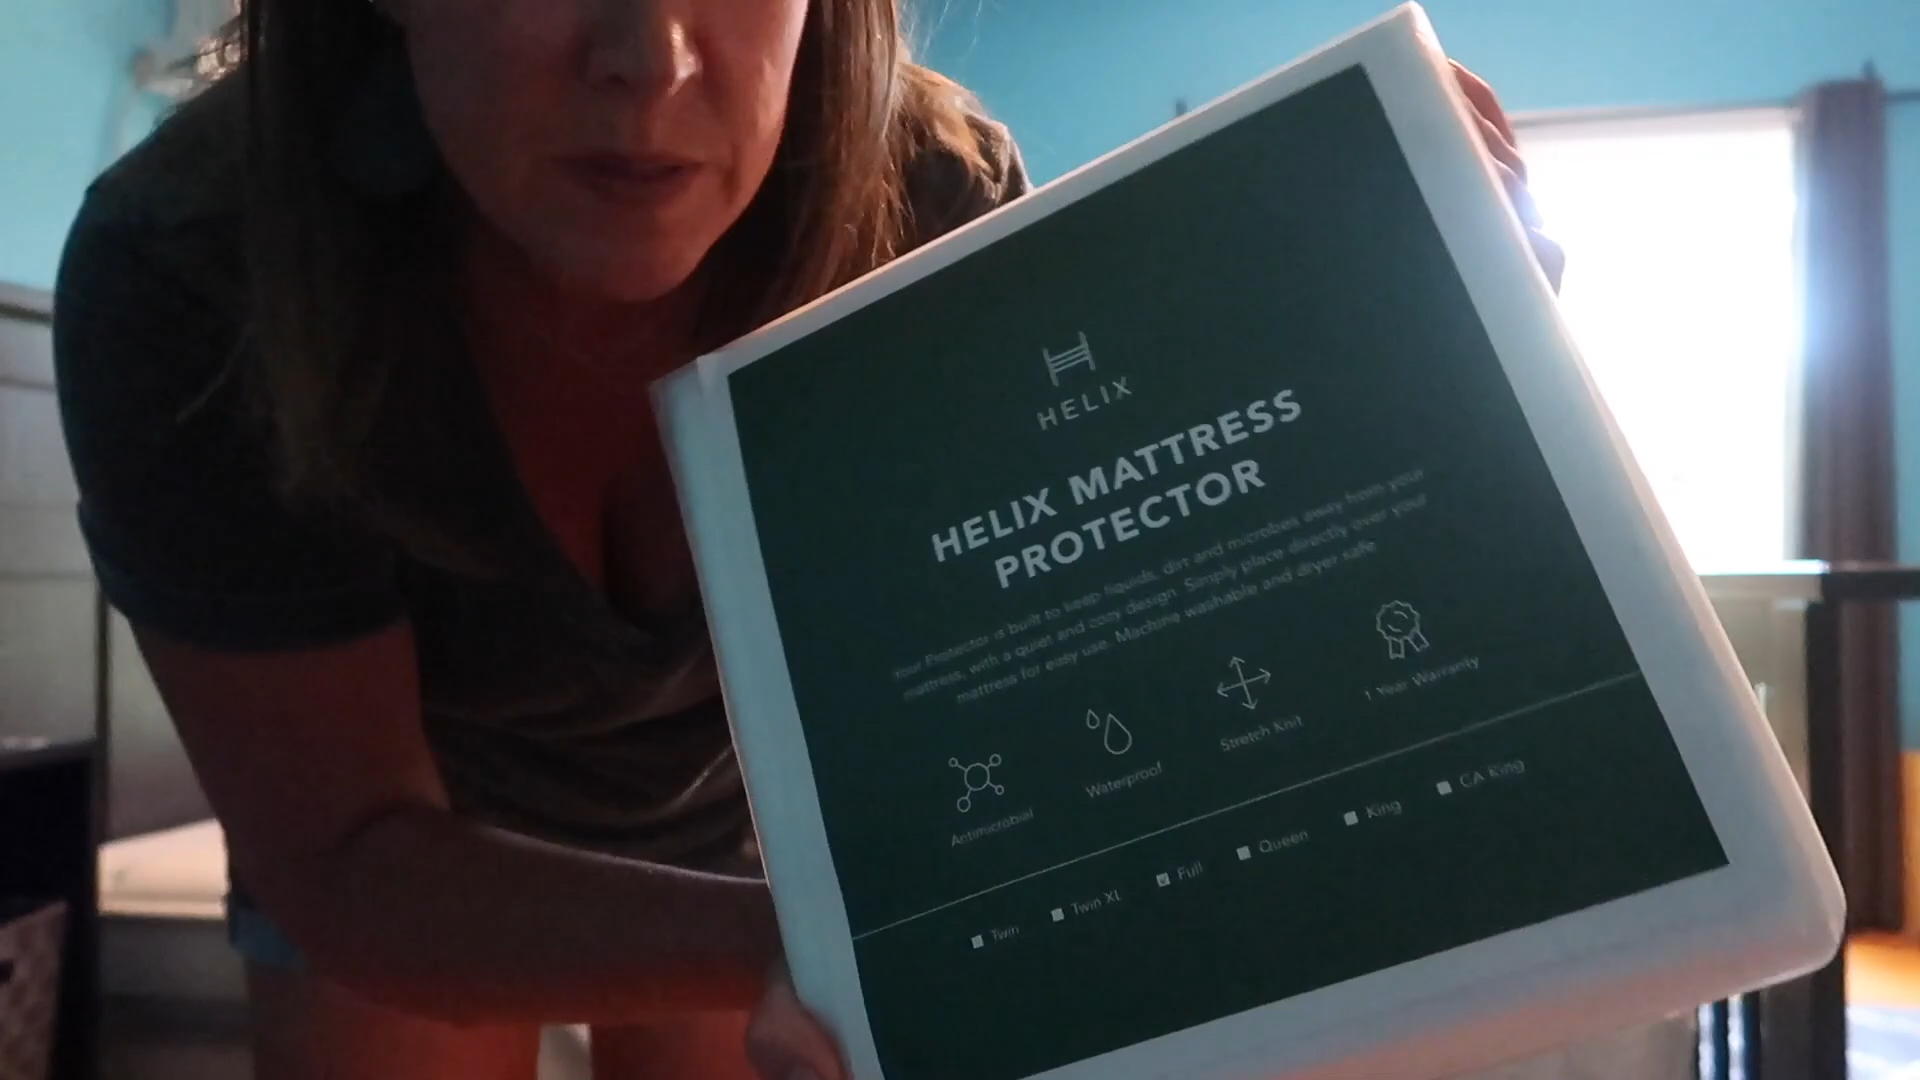 HELIX
HELIX MATTRESS
PROTECTOR
Your Protector is built to keep liquids, dirt and microbes away from your
mattress, with a quiet and cozy design. Simply place directly over your
mattress for easy use. Machine washable and dryer safe.
Antimicrobial
Waterproof
Stretch Knit
1 Year Warranty
Twin
Twin XL
Full
Queen
King
CA King